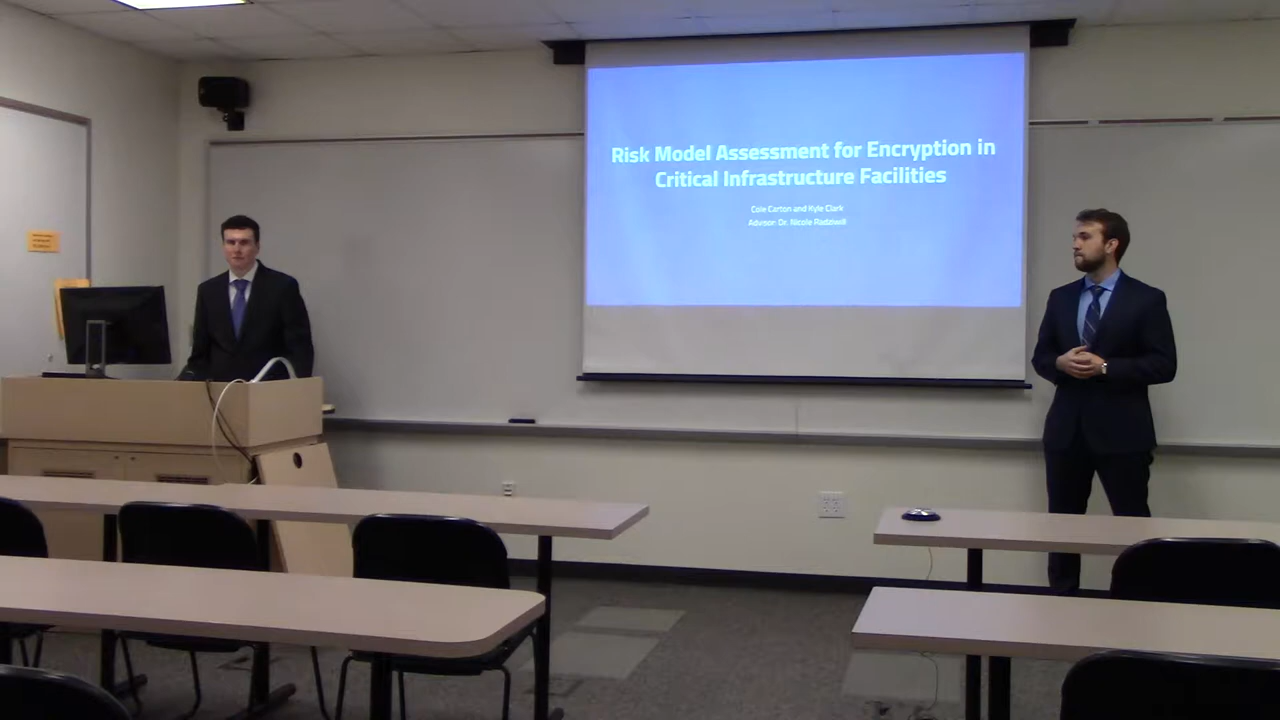 Risk Model Assessment for Encryption in
Critical Infrastructure Facilities
Cole Carton and Kyle Clark
Advisor: Dr. Nicole Radziwill